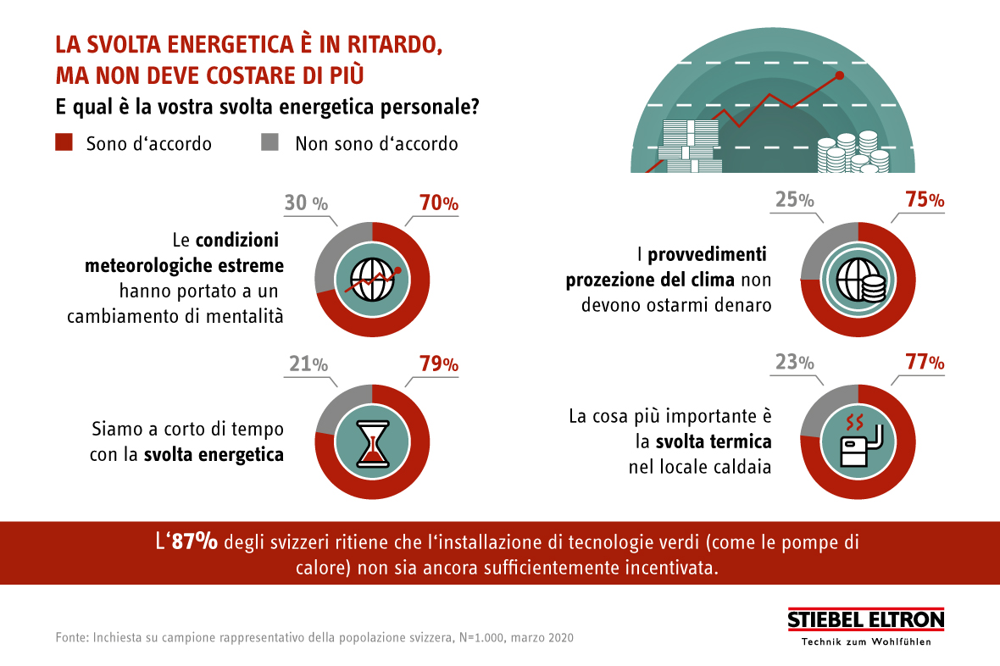 LA SVOLTA ENERGETICA È IN RITARDO,
MA NON DEVE COSTARE DI PIÙ
E qual è la vostra svolta energetica personale?
Sono d‘accordo
Non sono d‘accordo
30 %
70%
Le condizioni
meteorologiche estreme
hanno portato a un
cambiamento di mentalità
25%
75%
I provvedimenti
prozezione del clima non
devono ostarmi denaro
21%
79%
Siamo a corto di tempo
con la svolta energetica
23%
77%
La cosa più importante è
la svolta termica
nel locale caldaia
L‘87% degli svizzeri ritiene che l‘installazione di tecnologie verdi (come le pompe di
calore) non sia ancora sufficientemente incentivata.
Fonte: Inchiesta su campione rappresentativo della popolazione svizzera, N=1.000, marzo 2020
STIEBEL ELTRON
Technik zum Wohlfühlen